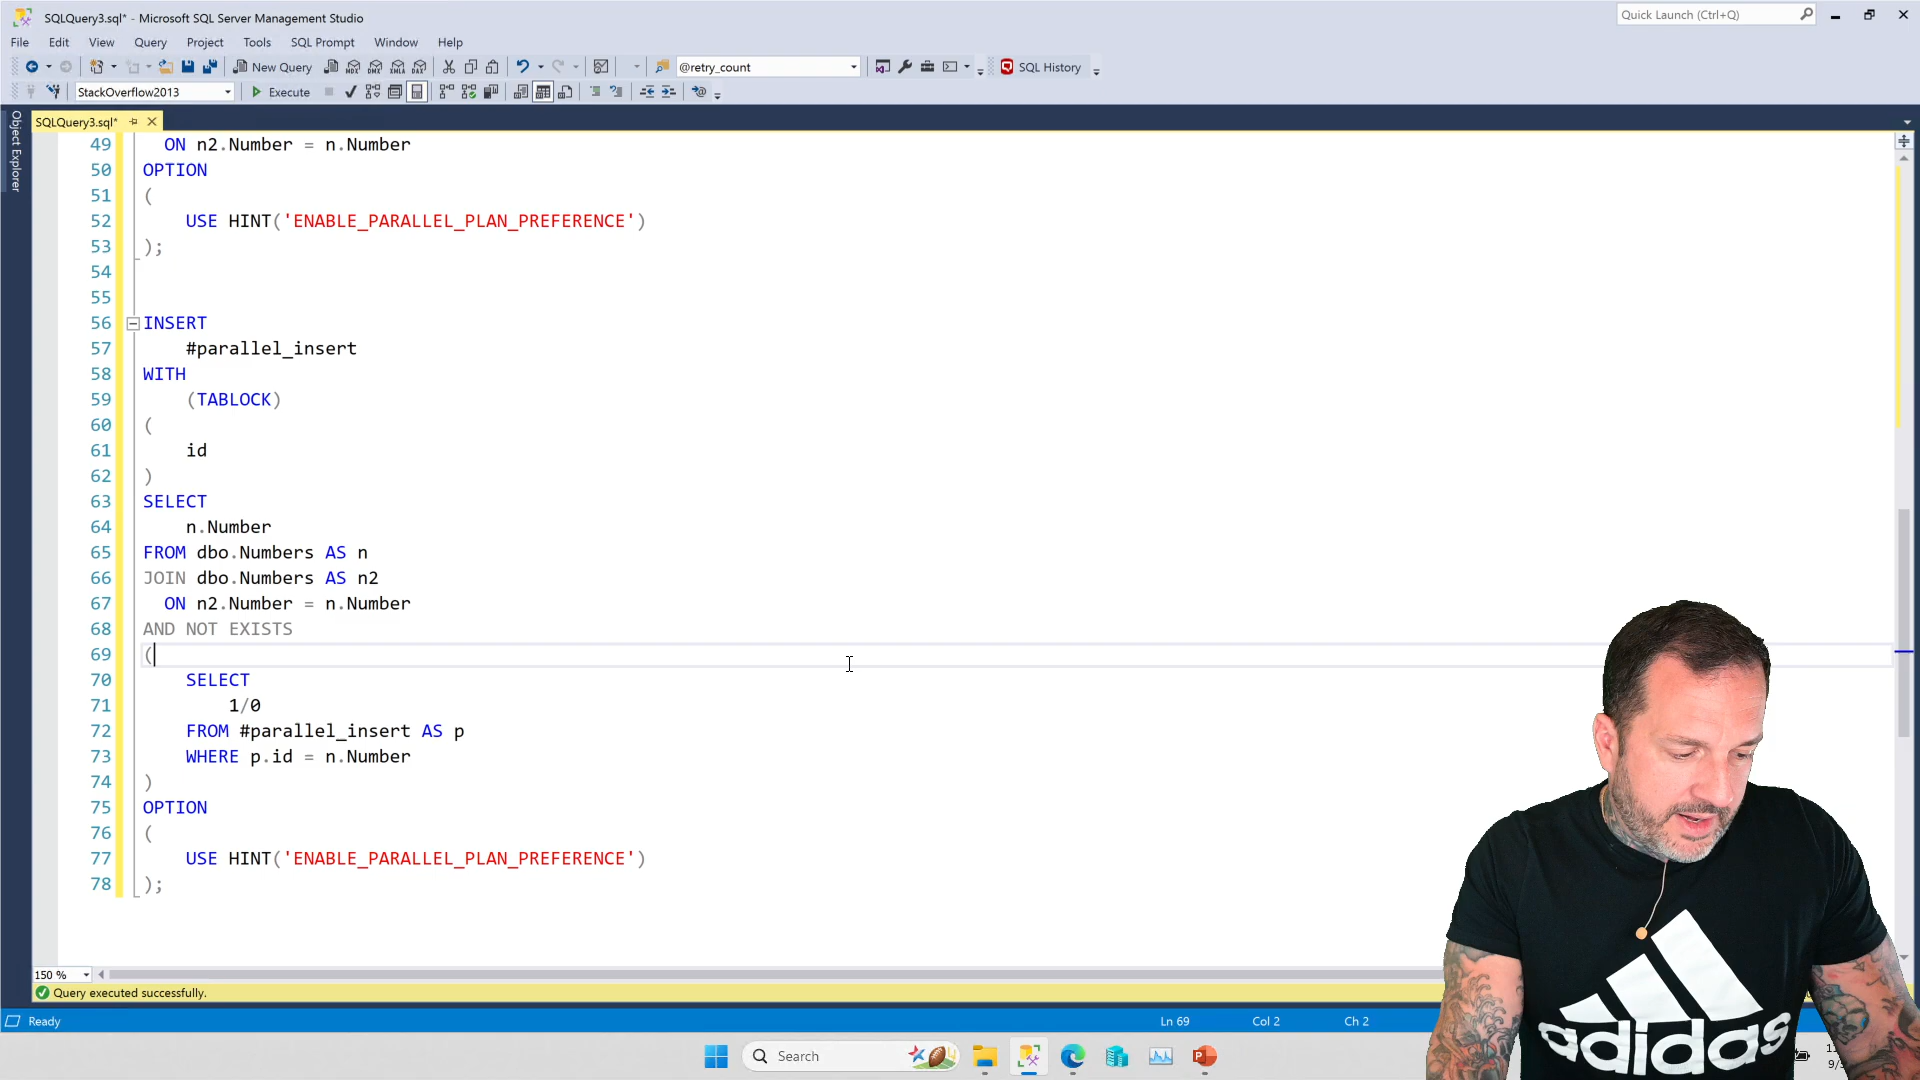 SQLQuery3.sql* - Microsoft SQL Server Management Studio
Quick Launch (Ctrl+Q)
File Edit View Query Project Tools SQL Prompt Window Help
New Query MDX DMX XMLA DAX @retry_count SQL History
StackOverflow2013 Execute
SQLQuery3.sql*
Object Explorer
49 ON n2.Number = n.Number
50 OPTION
51 (
52 USE HINT('ENABLE_PARALLEL_PLAN_PREFERENCE')
53 );
54
55
56 INSERT
57 #parallel_insert
58 WITH
59 (TABLOCK)
60 (
61 id
62 )
63 SELECT
64 n.Number
65 FROM dbo.Numbers AS n
66 JOIN dbo.Numbers AS n2
67 ON n2.Number = n.Number
68 AND NOT EXISTS
69 (
70 SELECT
71 1/0
72 FROM #parallel_insert AS p
73 WHERE p.id = n.Number
74 )
75 OPTION
76 (
77 USE HINT('ENABLE_PARALLEL_PLAN_PREFERENCE')
78 );
150 %
Query executed successfully.
Ready Ln 69 Col 2 Ch 2
Search
adidas